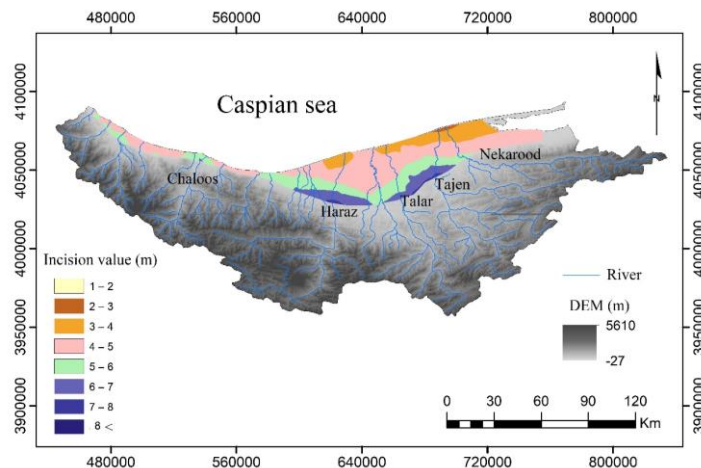 480000 560000 640000 720000 800000
4100000 4100000
N
Caspian sea
4050000 4050000
Nekarood
Chaloos
Tajen
Talar
Haraz
4000000 4000000
Incision value (m)
River
1 – 2
DEM (m)
2 – 3
5610
3 – 4
3950000 3950000
4 – 5
-27
5 – 6
6 – 7
0 30 60 90 120
7 – 8
Km
3900000 3900000
8 <
480000 560000 640000 720000 800000